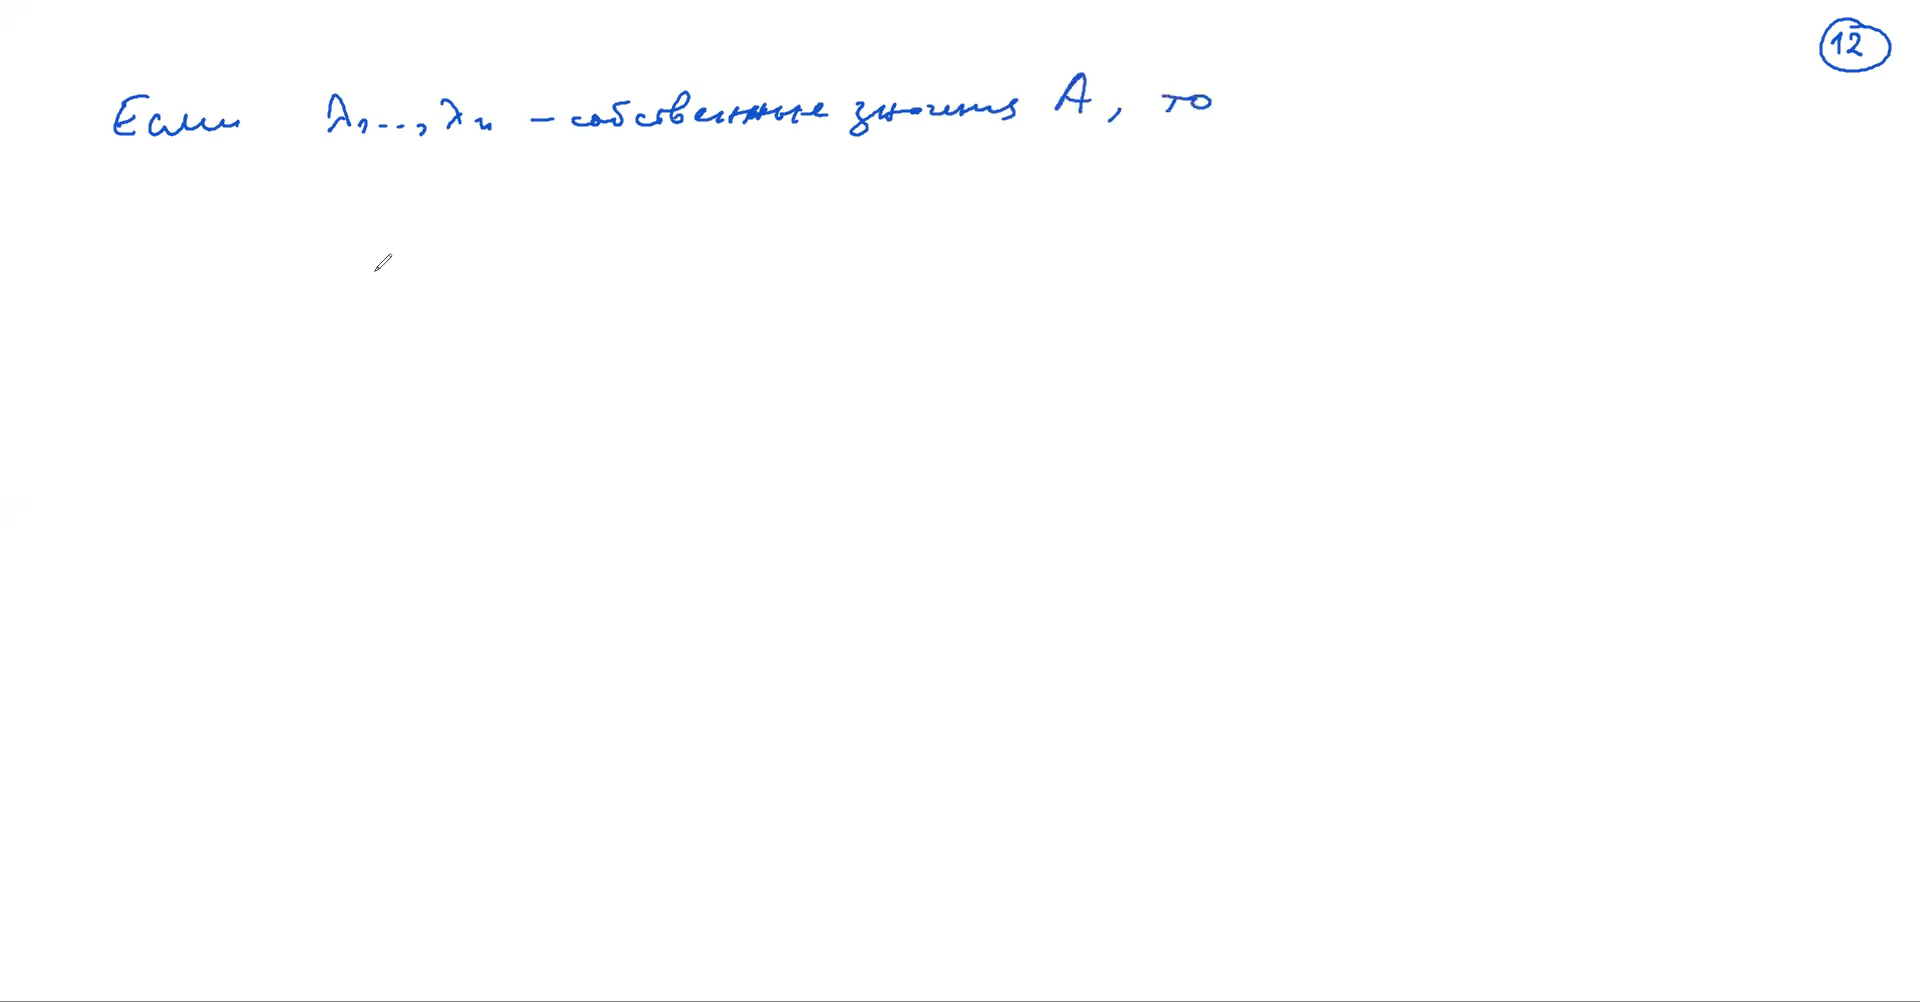 12
Если λ₁,...,λₙ – собственные значения A, то